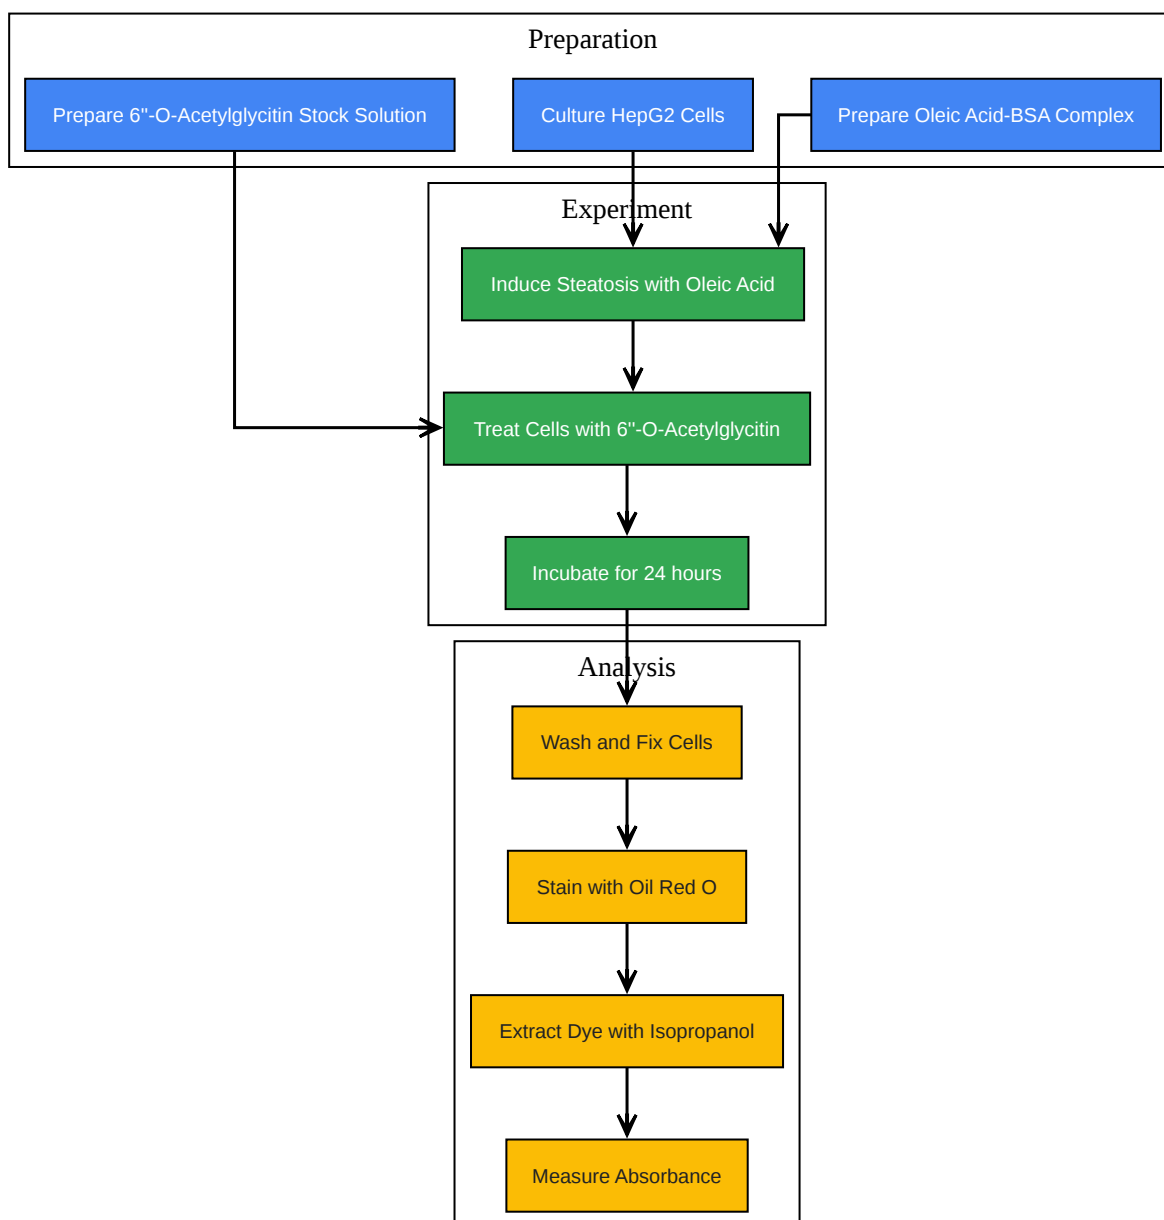 Preparation
Prepare 6"-O-Acetylglycitin Stock Solution
Culture HepG2 Cells
Prepare Oleic Acid-BSA Complex
Experiment
Induce Steatosis with Oleic Acid
Treat Cells with 6"-O-Acetylglycitin
Incubate for 24 hours
Analysis
Wash and Fix Cells
Stain with Oil Red O
Extract Dye with Isopropanol
Measure Absorbance